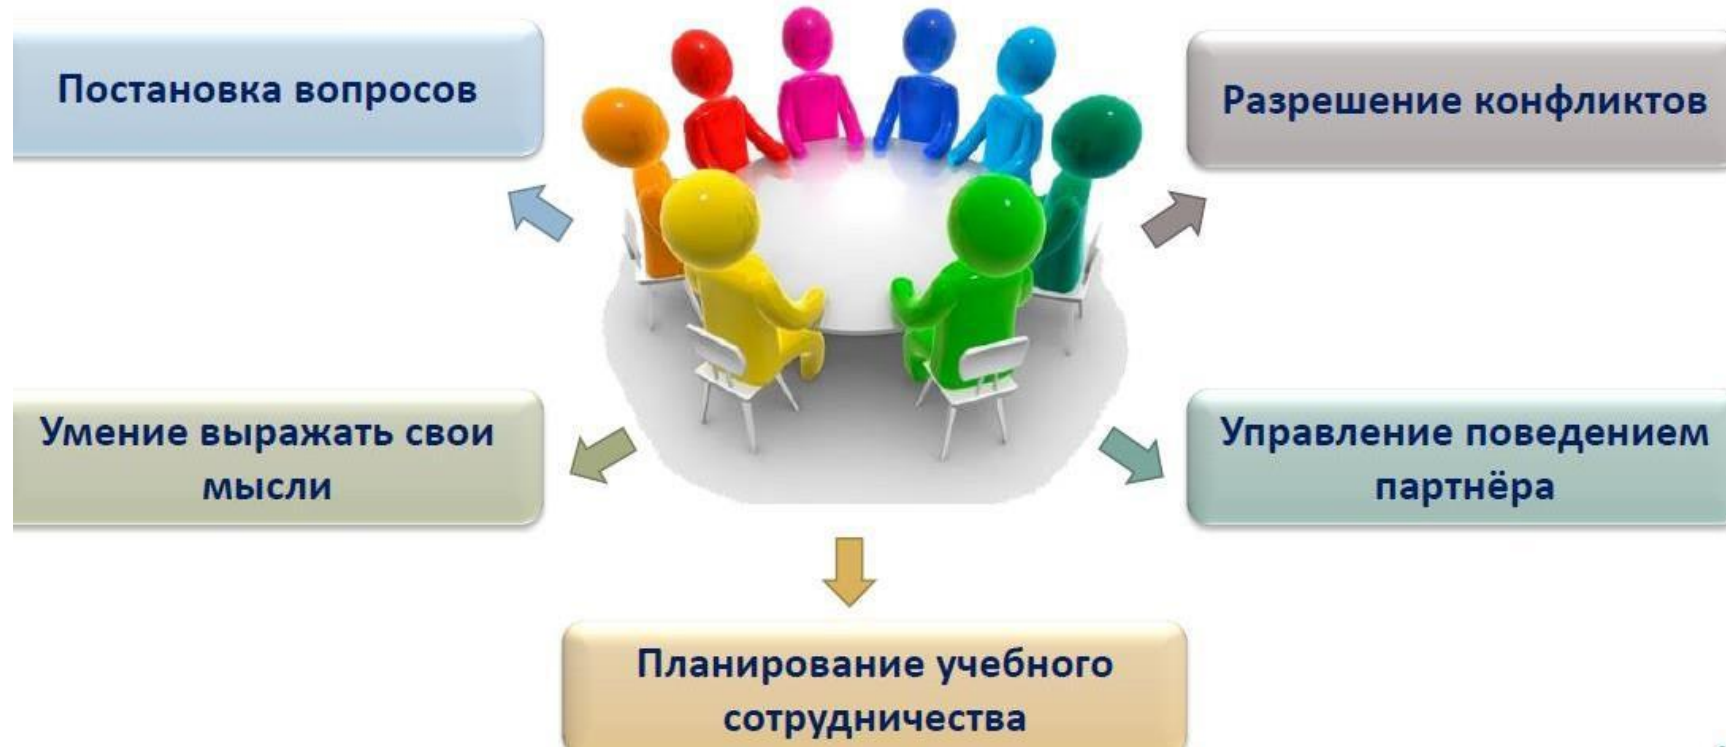 Постановка вопросов
Разрешение конфликтов
Умение выражать свои
мысли
Управление поведением
партнёра
Планирование учебного
сотрудничества